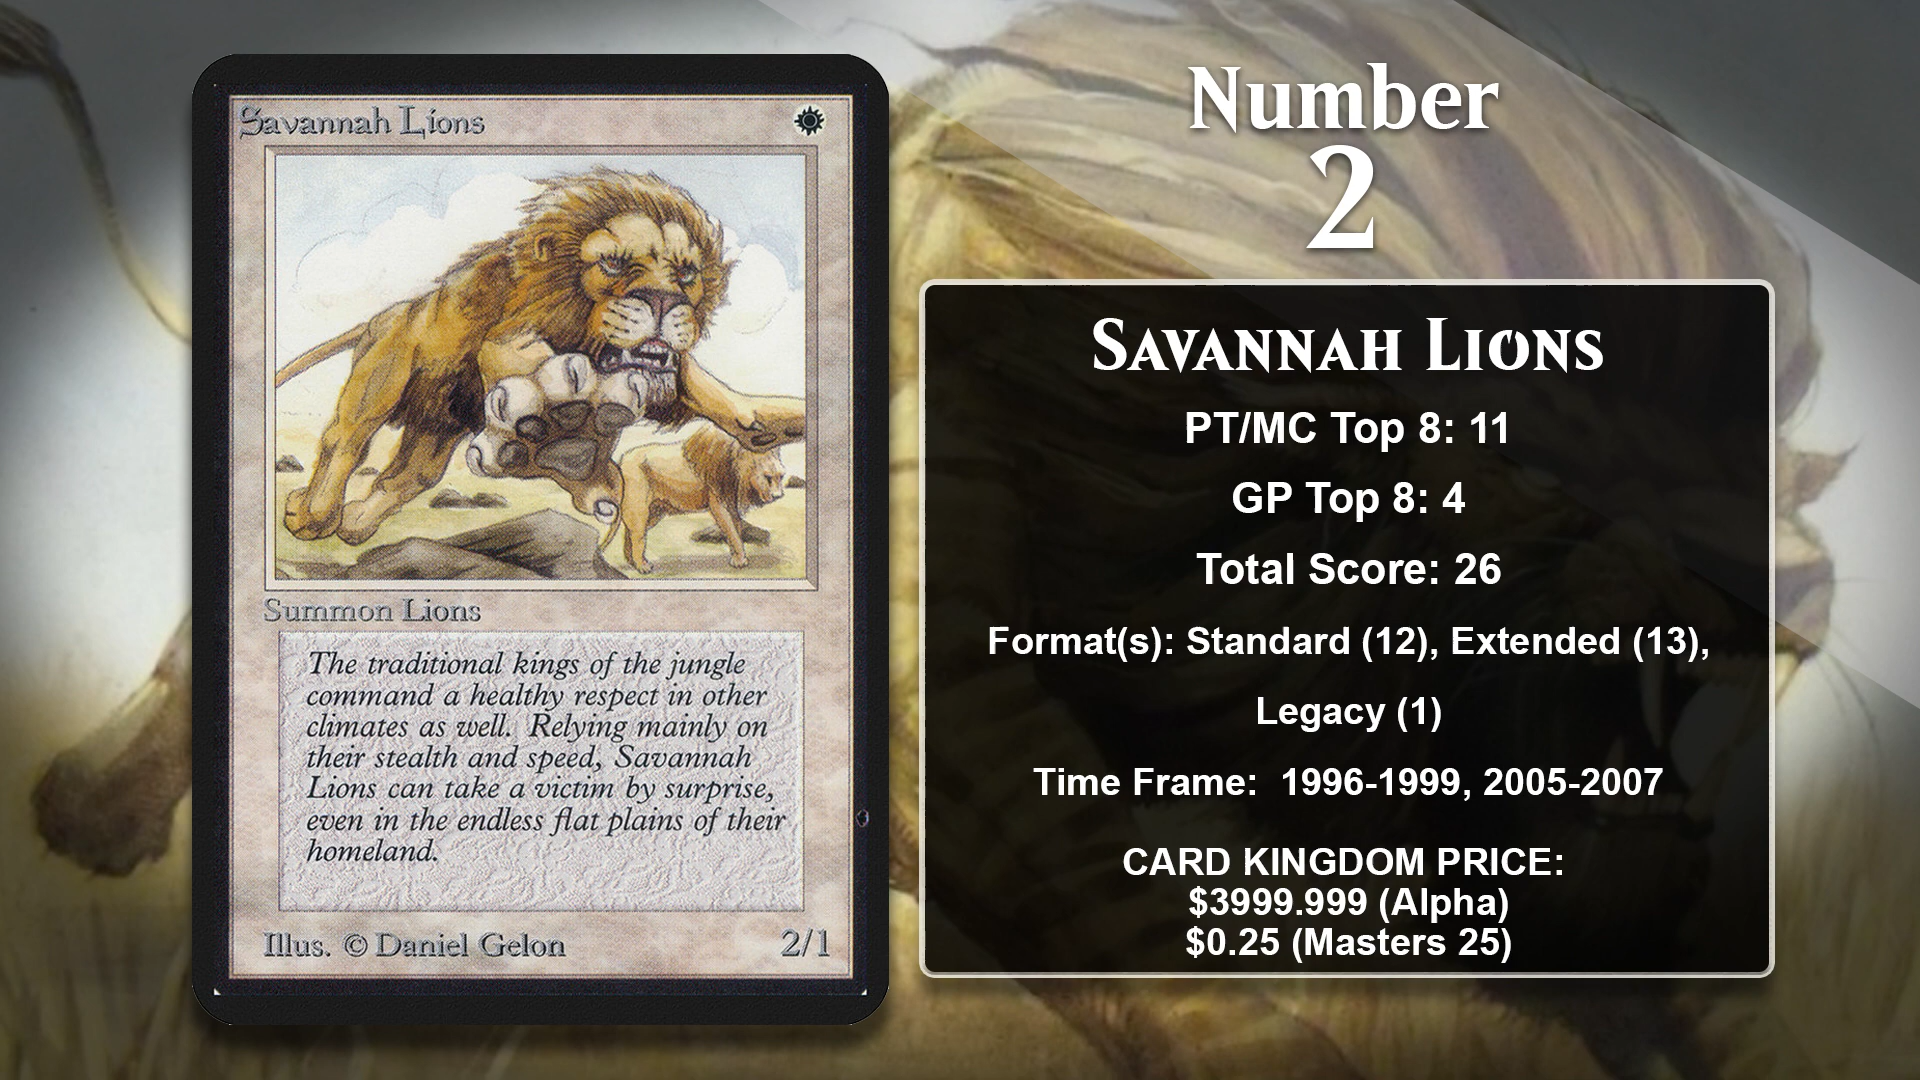 Savannah Lions
Summon Lions
The traditional kings of the jungle
command a healthy respect in other
climates as well. Relying mainly on
their stealth and speed, Savannah
Lions can take a victim by surprise,
even in the endless flat plains of their
homeland.
Illus. © Daniel Gelon 2/1
Number
2
Savannah Lions
PT/MC Top 8: 11
GP Top 8: 4
Total Score: 26
Format(s): Standard (12), Extended (13),
Legacy (1)
Time Frame: 1996-1999, 2005-2007
CARD KINGDOM PRICE:
$3999.999 (Alpha)
$0.25 (Masters 25)